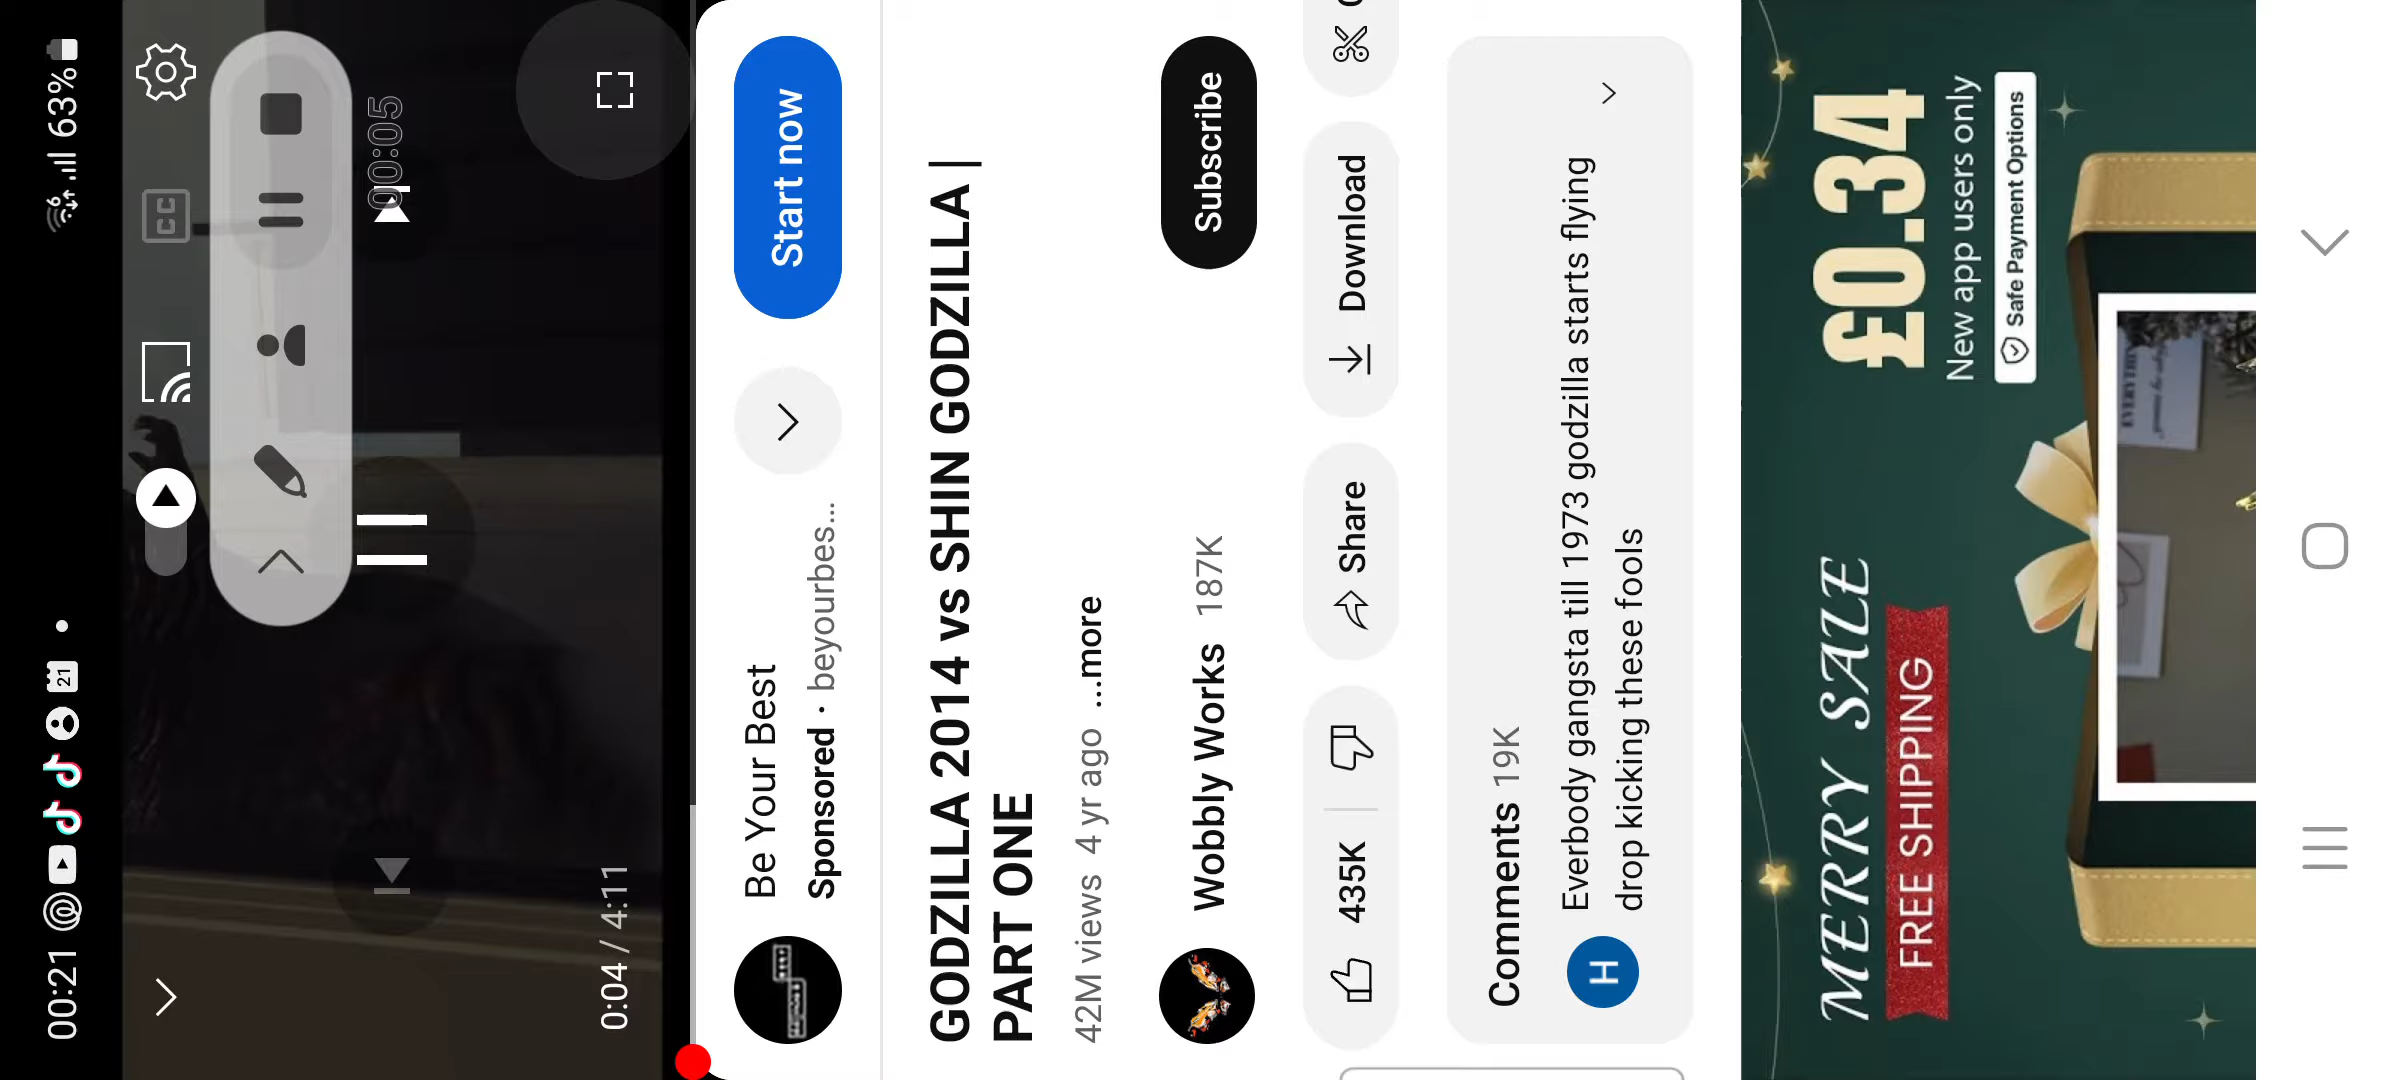 00:21
63%
CC
00:05
0:04 / 4:11
Be Your Best
Sponsored · beyourbes...
Start now
GODZILLA 2014 vs SHIN GODZILLA |
PART ONE
42M views 4 yr ago ...more
Wobbly Works 187K
Subscribe
435K
Share
Download
Comments 19K
H
Everbody gangsta till 1973 godzilla starts flying
drop kicking these fools
MERRY SALE
FREE SHIPPING
£0.34
New app users only
Safe Payment Options